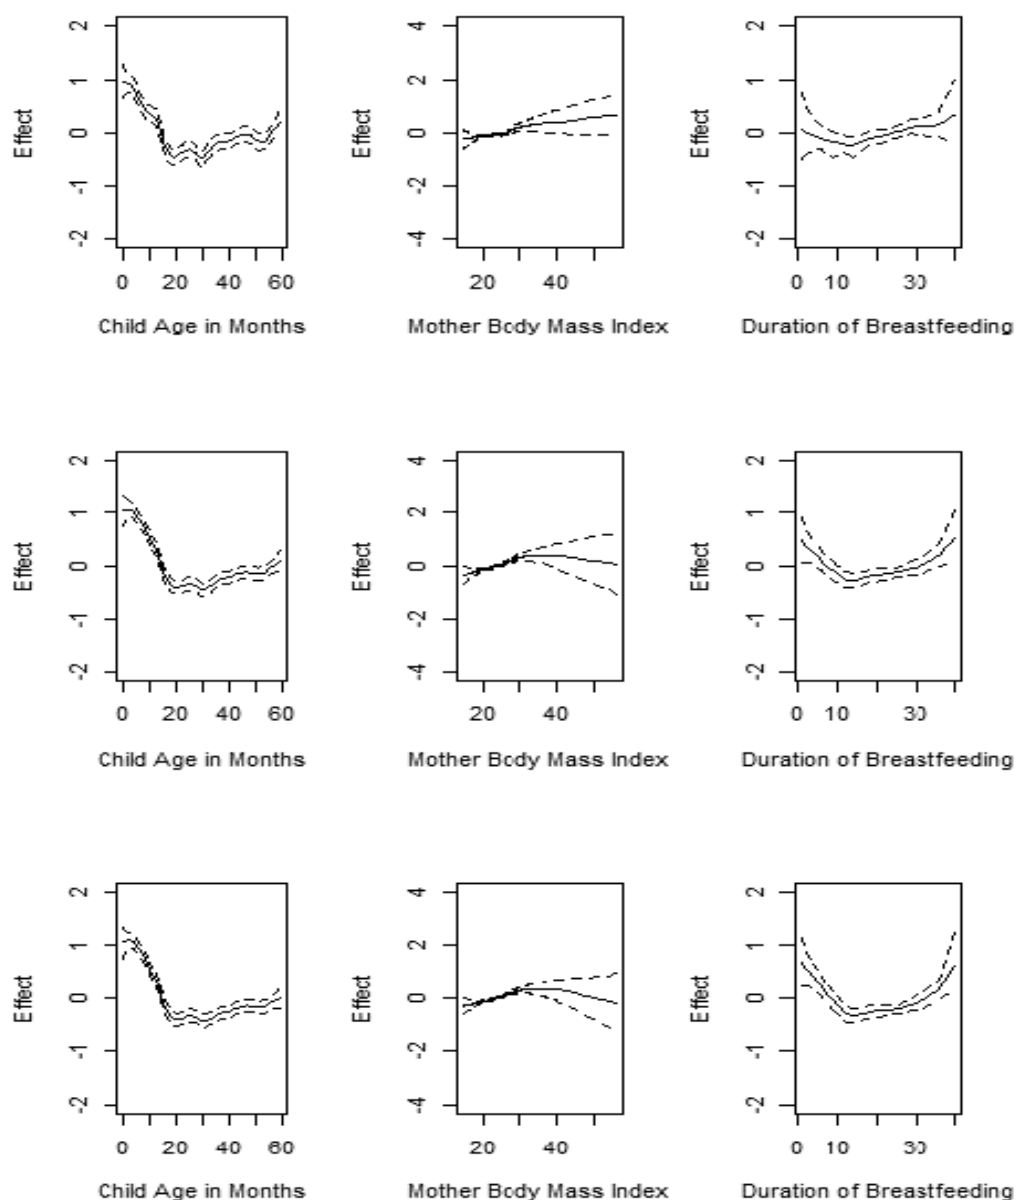 2 4 2
1 2 1
Effect 0 Effect 0 Effect 0
-1 -2 -1
-2 -4 -2
0 20 40 60 20 40 0 10 30
Child Age in Months Mother Body Mass Index Duration of Breastfeeding
2 4 2
1 2 1
Effect 0 Effect 0 Effect 0
-1 -2 -1
-2 -4 -2
0 20 40 60 20 40 0 10 30
Child Age in Months Mother Body Mass Index Duration of Breastfeeding
2 4 2
1 2 1
Effect 0 Effect 0 Effect 0
-1 -2 -1
-2 -4 -2
0 20 40 60 20 40 0 10 30
Child Age in Months Mother Body Mass Index Duration of Breastfeeding